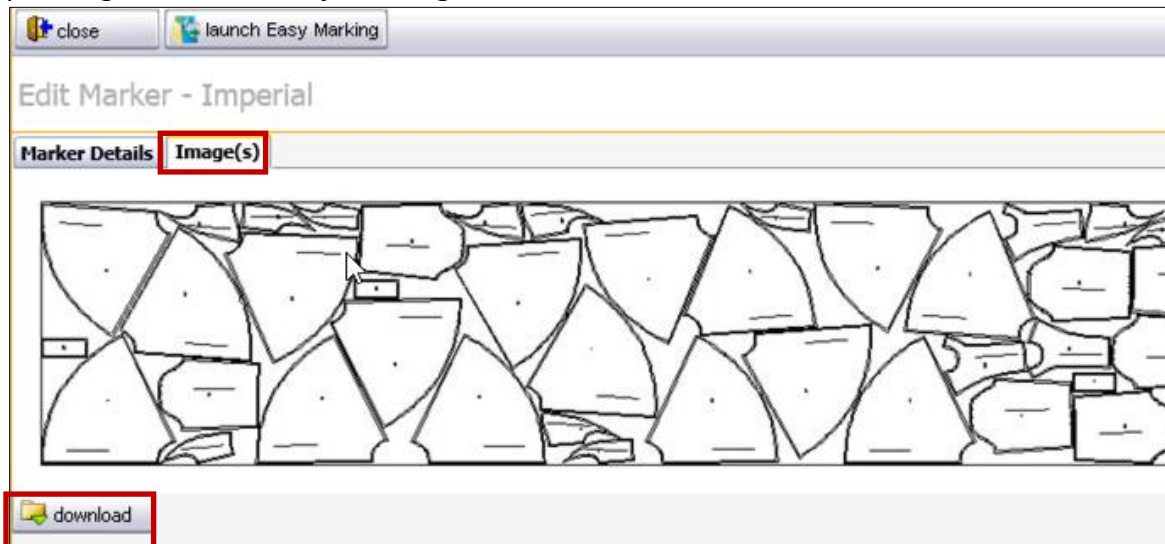 close launch Easy Marking
Edit Marker - Imperial
Marker Details Image(s)
download